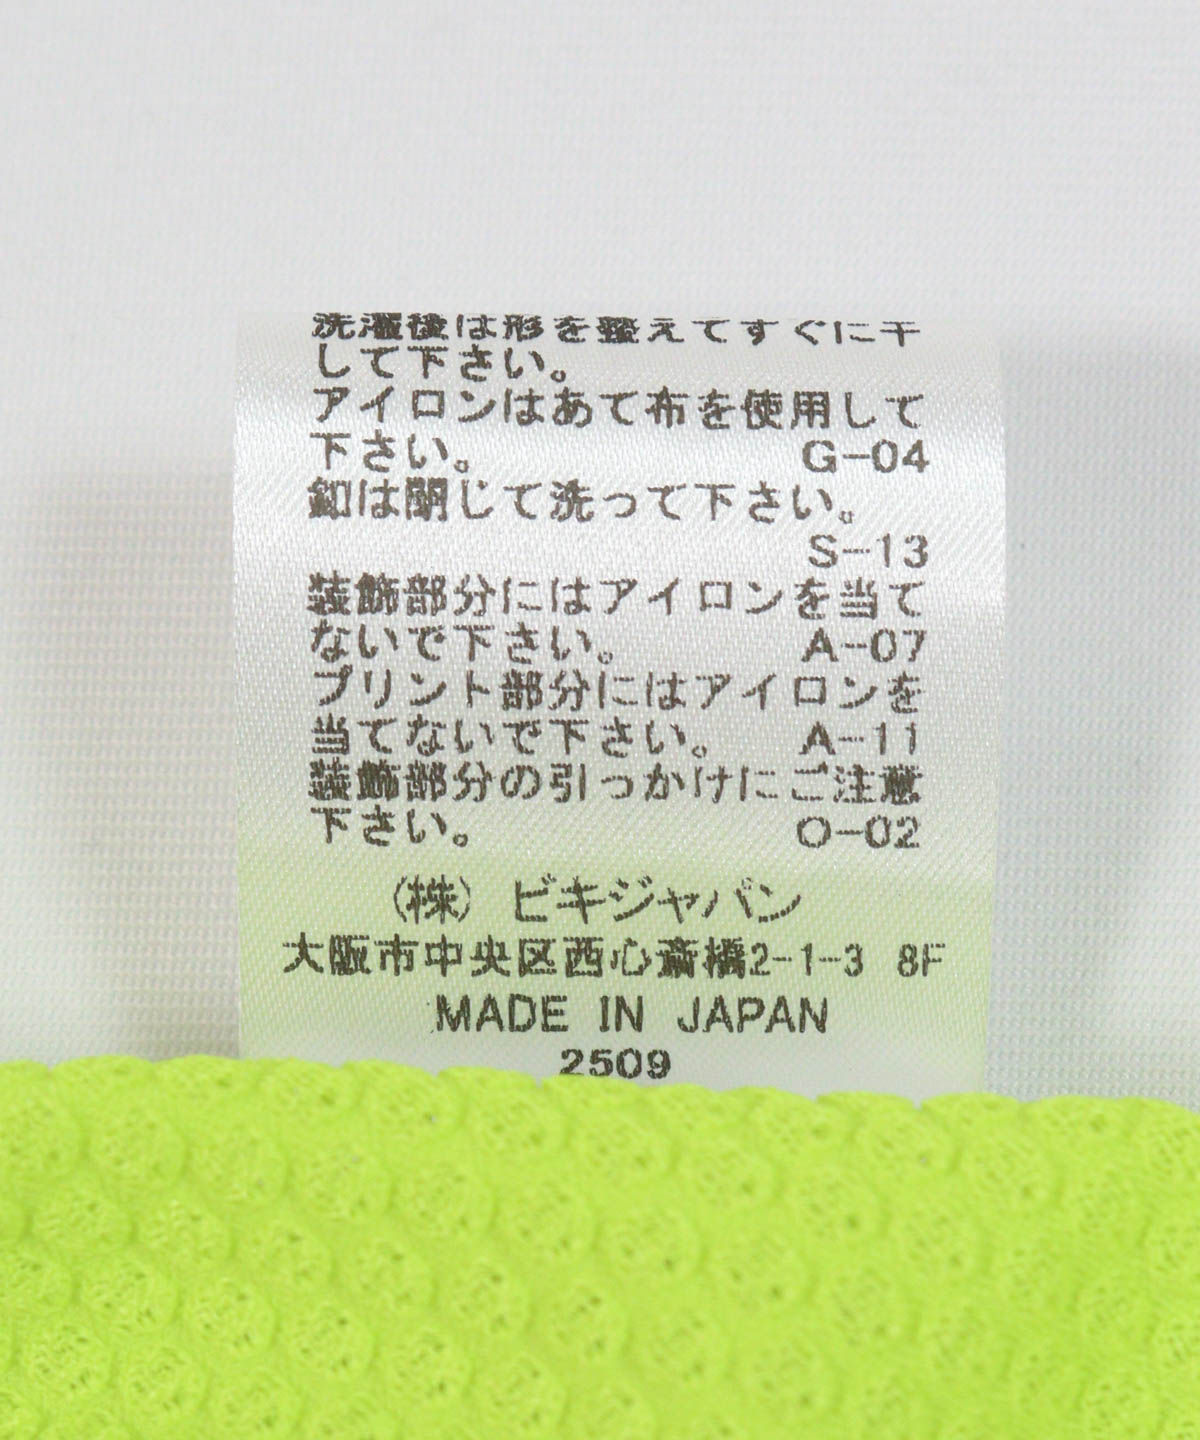 洗濯後は形を整えてすぐに干
して下さい。
アイロンはあて布を使用して
下さい。 G-04
釦は閉じて洗って下さい。
S-13
装飾部分にはアイロンを当て
ないで下さい。 A-07
プリント部分にはアイロンを
当てないで下さい。 A-11
装飾部分の引っかけにご注意
下さい。 O-02
(株) ビキジャパン
大阪市中央区西心斎橋2-1-3 8F
MADE IN JAPAN
2509